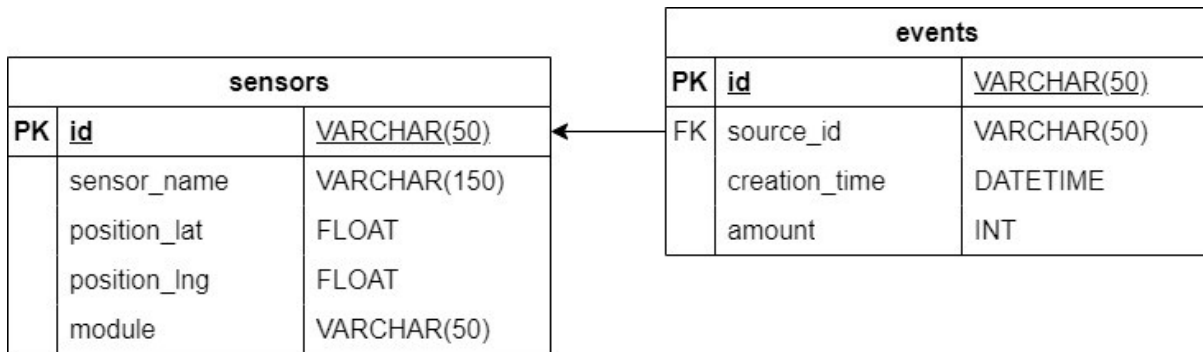 sensors
PK id VARCHAR(50)
sensor_name VARCHAR(150)
position_lat FLOAT
position_lng FLOAT
module VARCHAR(50)
events
PK id VARCHAR(50)
FK source_id VARCHAR(50)
creation_time DATETIME
amount INT